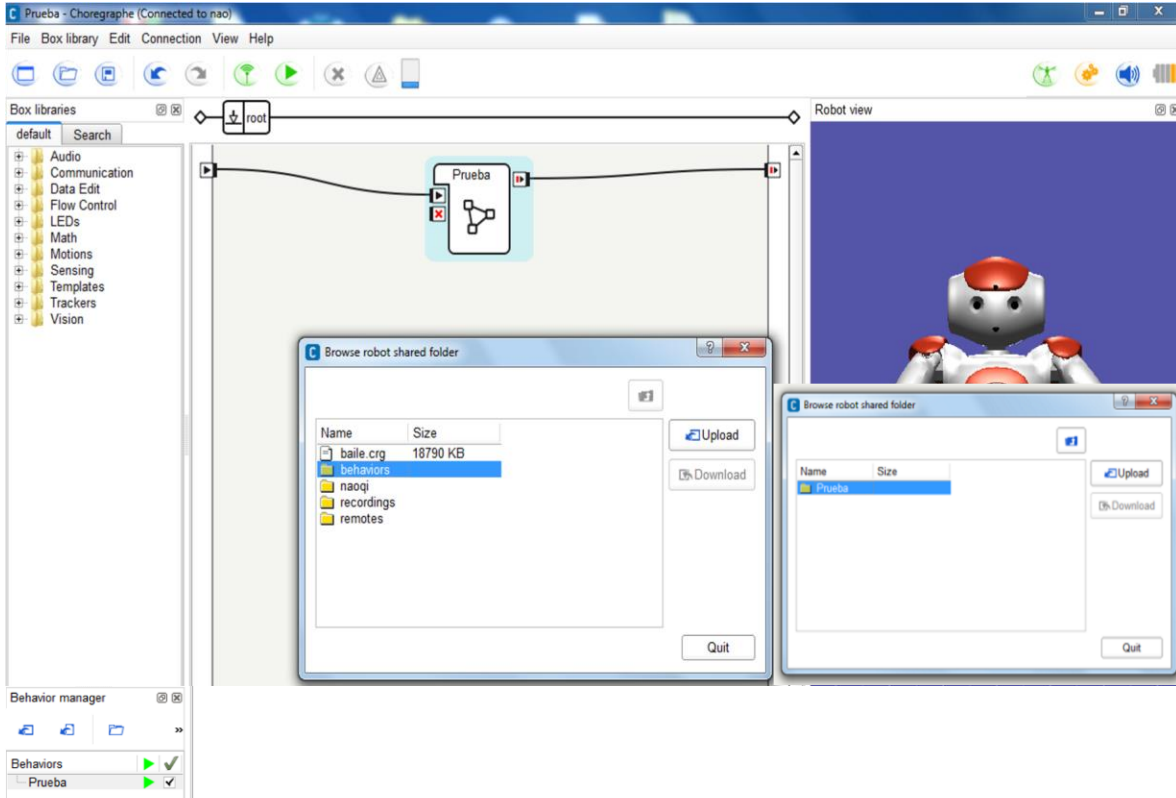 Prueba - Choregraphe (Connected to nao)
File Box library Edit Connection View Help
Box libraries
default Search
Audio
Communication
Data Edit
Flow Control
LEDs
Math
Motions
Sensing
Templates
Trackers
Vision
root
Prueba
Robot view
Browse robot shared folder
Name Size
baile.crg 18790 KB
behaviors
naoqi
recordings
remotes
Upload
Download
Quit
Browse robot shared folder
Name Size
Prueba
Upload
Download
Quit
Behavior manager
Behaviors
Prueba